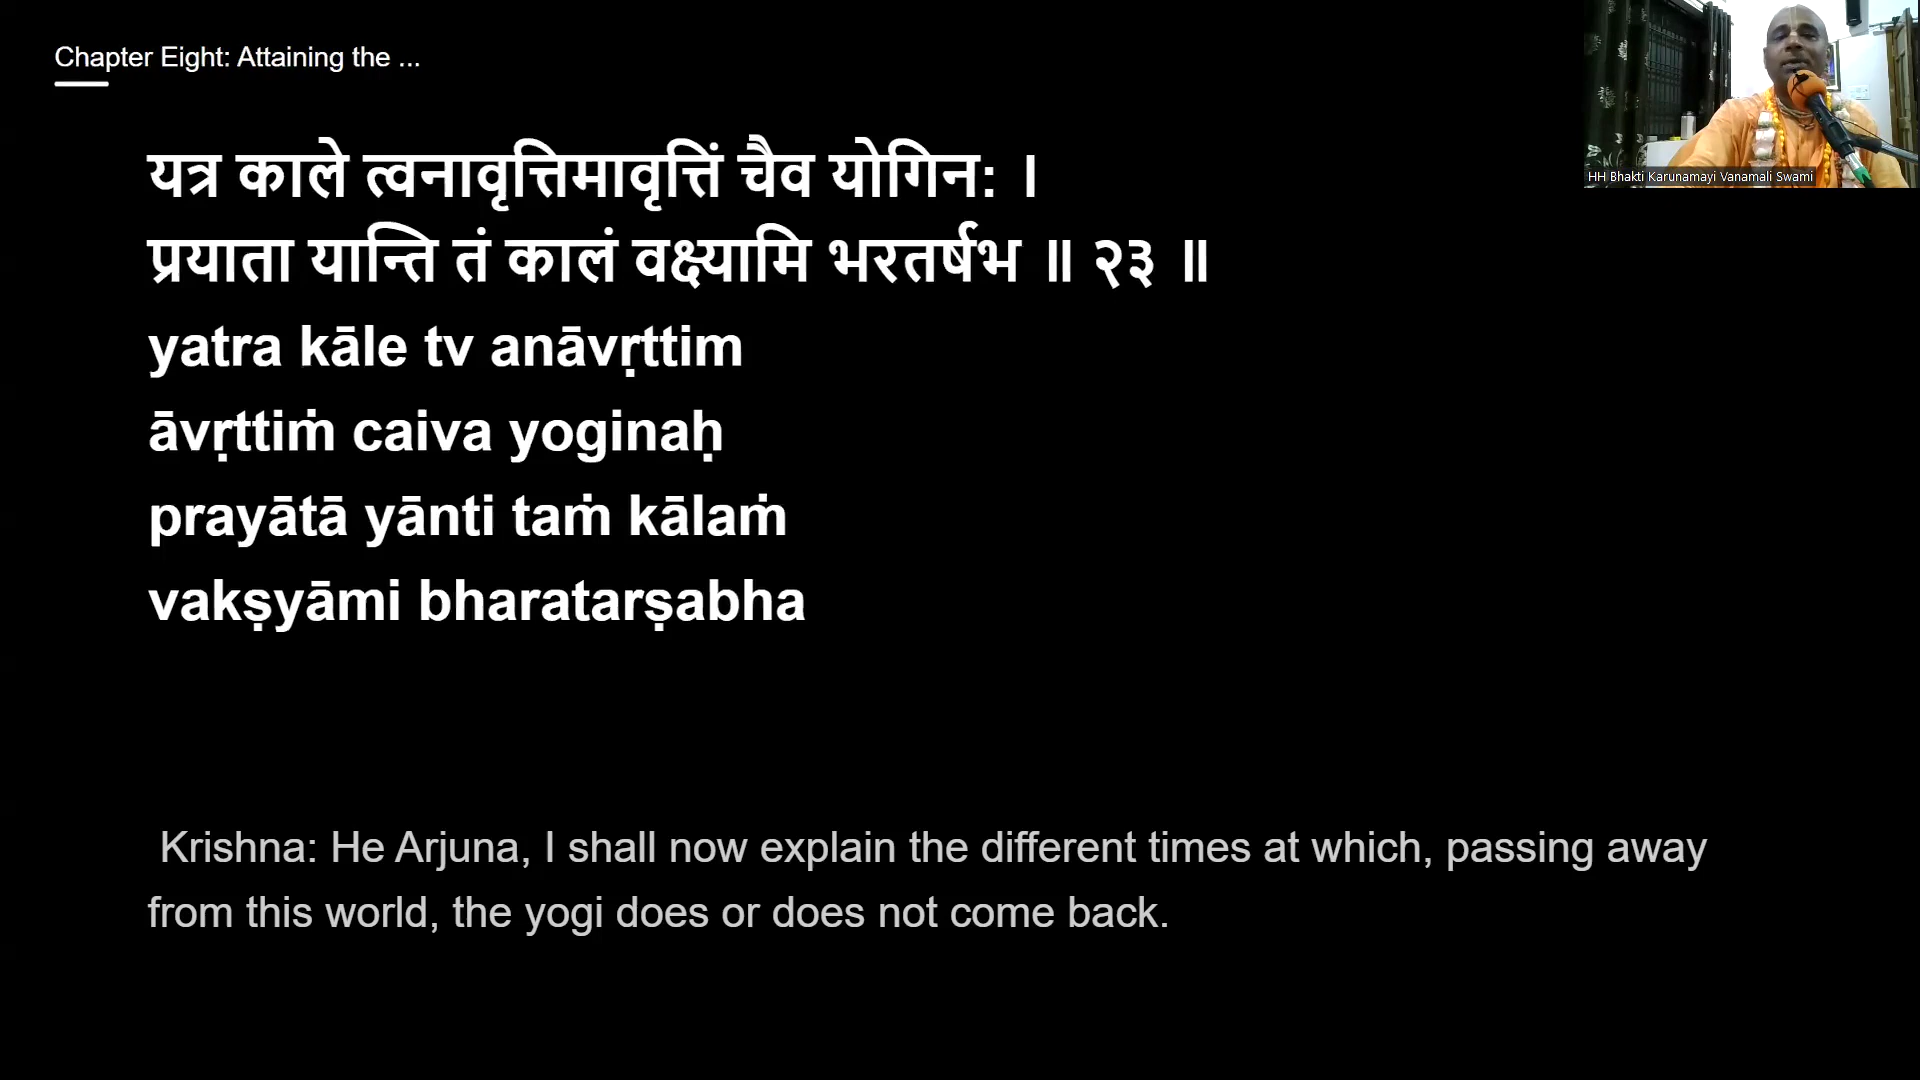 Chapter Eight: Attaining the ...
यत्र काले त्वनावृत्तिमावृत्तिं चैव योगिन: ।
प्रयाता यान्ति तं कालं वक्ष्यामि भरतर्षभ ॥ २३ ॥
yatra kāle tv anāvṛttim
āvṛttiṁ caiva yoginaḥ
prayātā yānti taṁ kālaṁ
vakṣyāmi bharatarṣabha
Krishna: He Arjuna, I shall now explain the different times at which, passing away
from this world, the yogi does or does not come back.
HH Bhakti Karunamayi Vanamali Swami